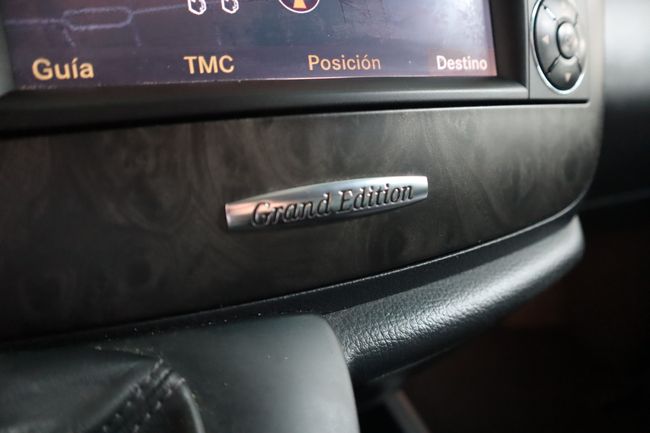 Guía TMC Posición Destino
Grand Edition